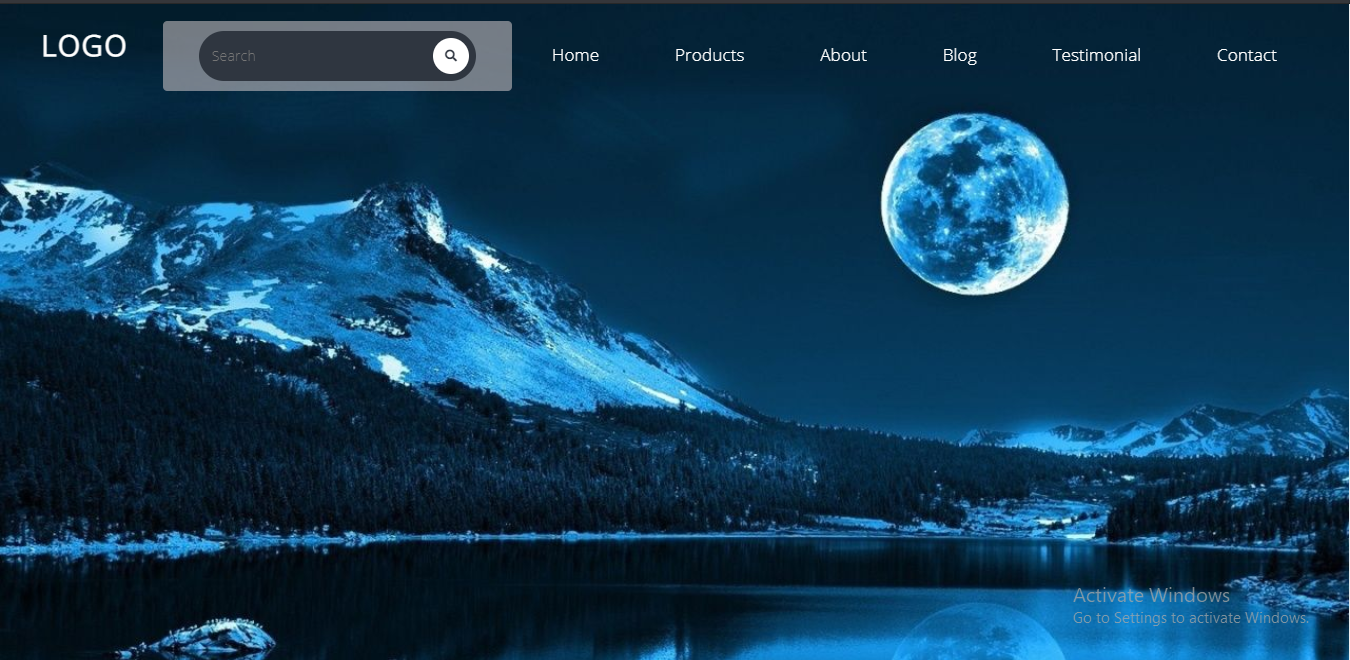 LOGO
Search
Home
Products
About
Blog
Testimonial
Contact
Activate Windows
Go to Settings to activate Windows.